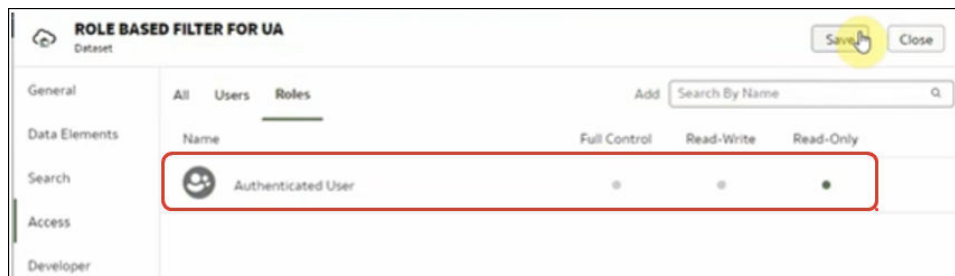 ROLE BASED FILTER FOR UA
Dataset
Save
Close
General
All Users Roles
Add Search By Name
Data Elements
Name Full Control Read-Write Read-Only
Search
Authenticated User
Access
Developer